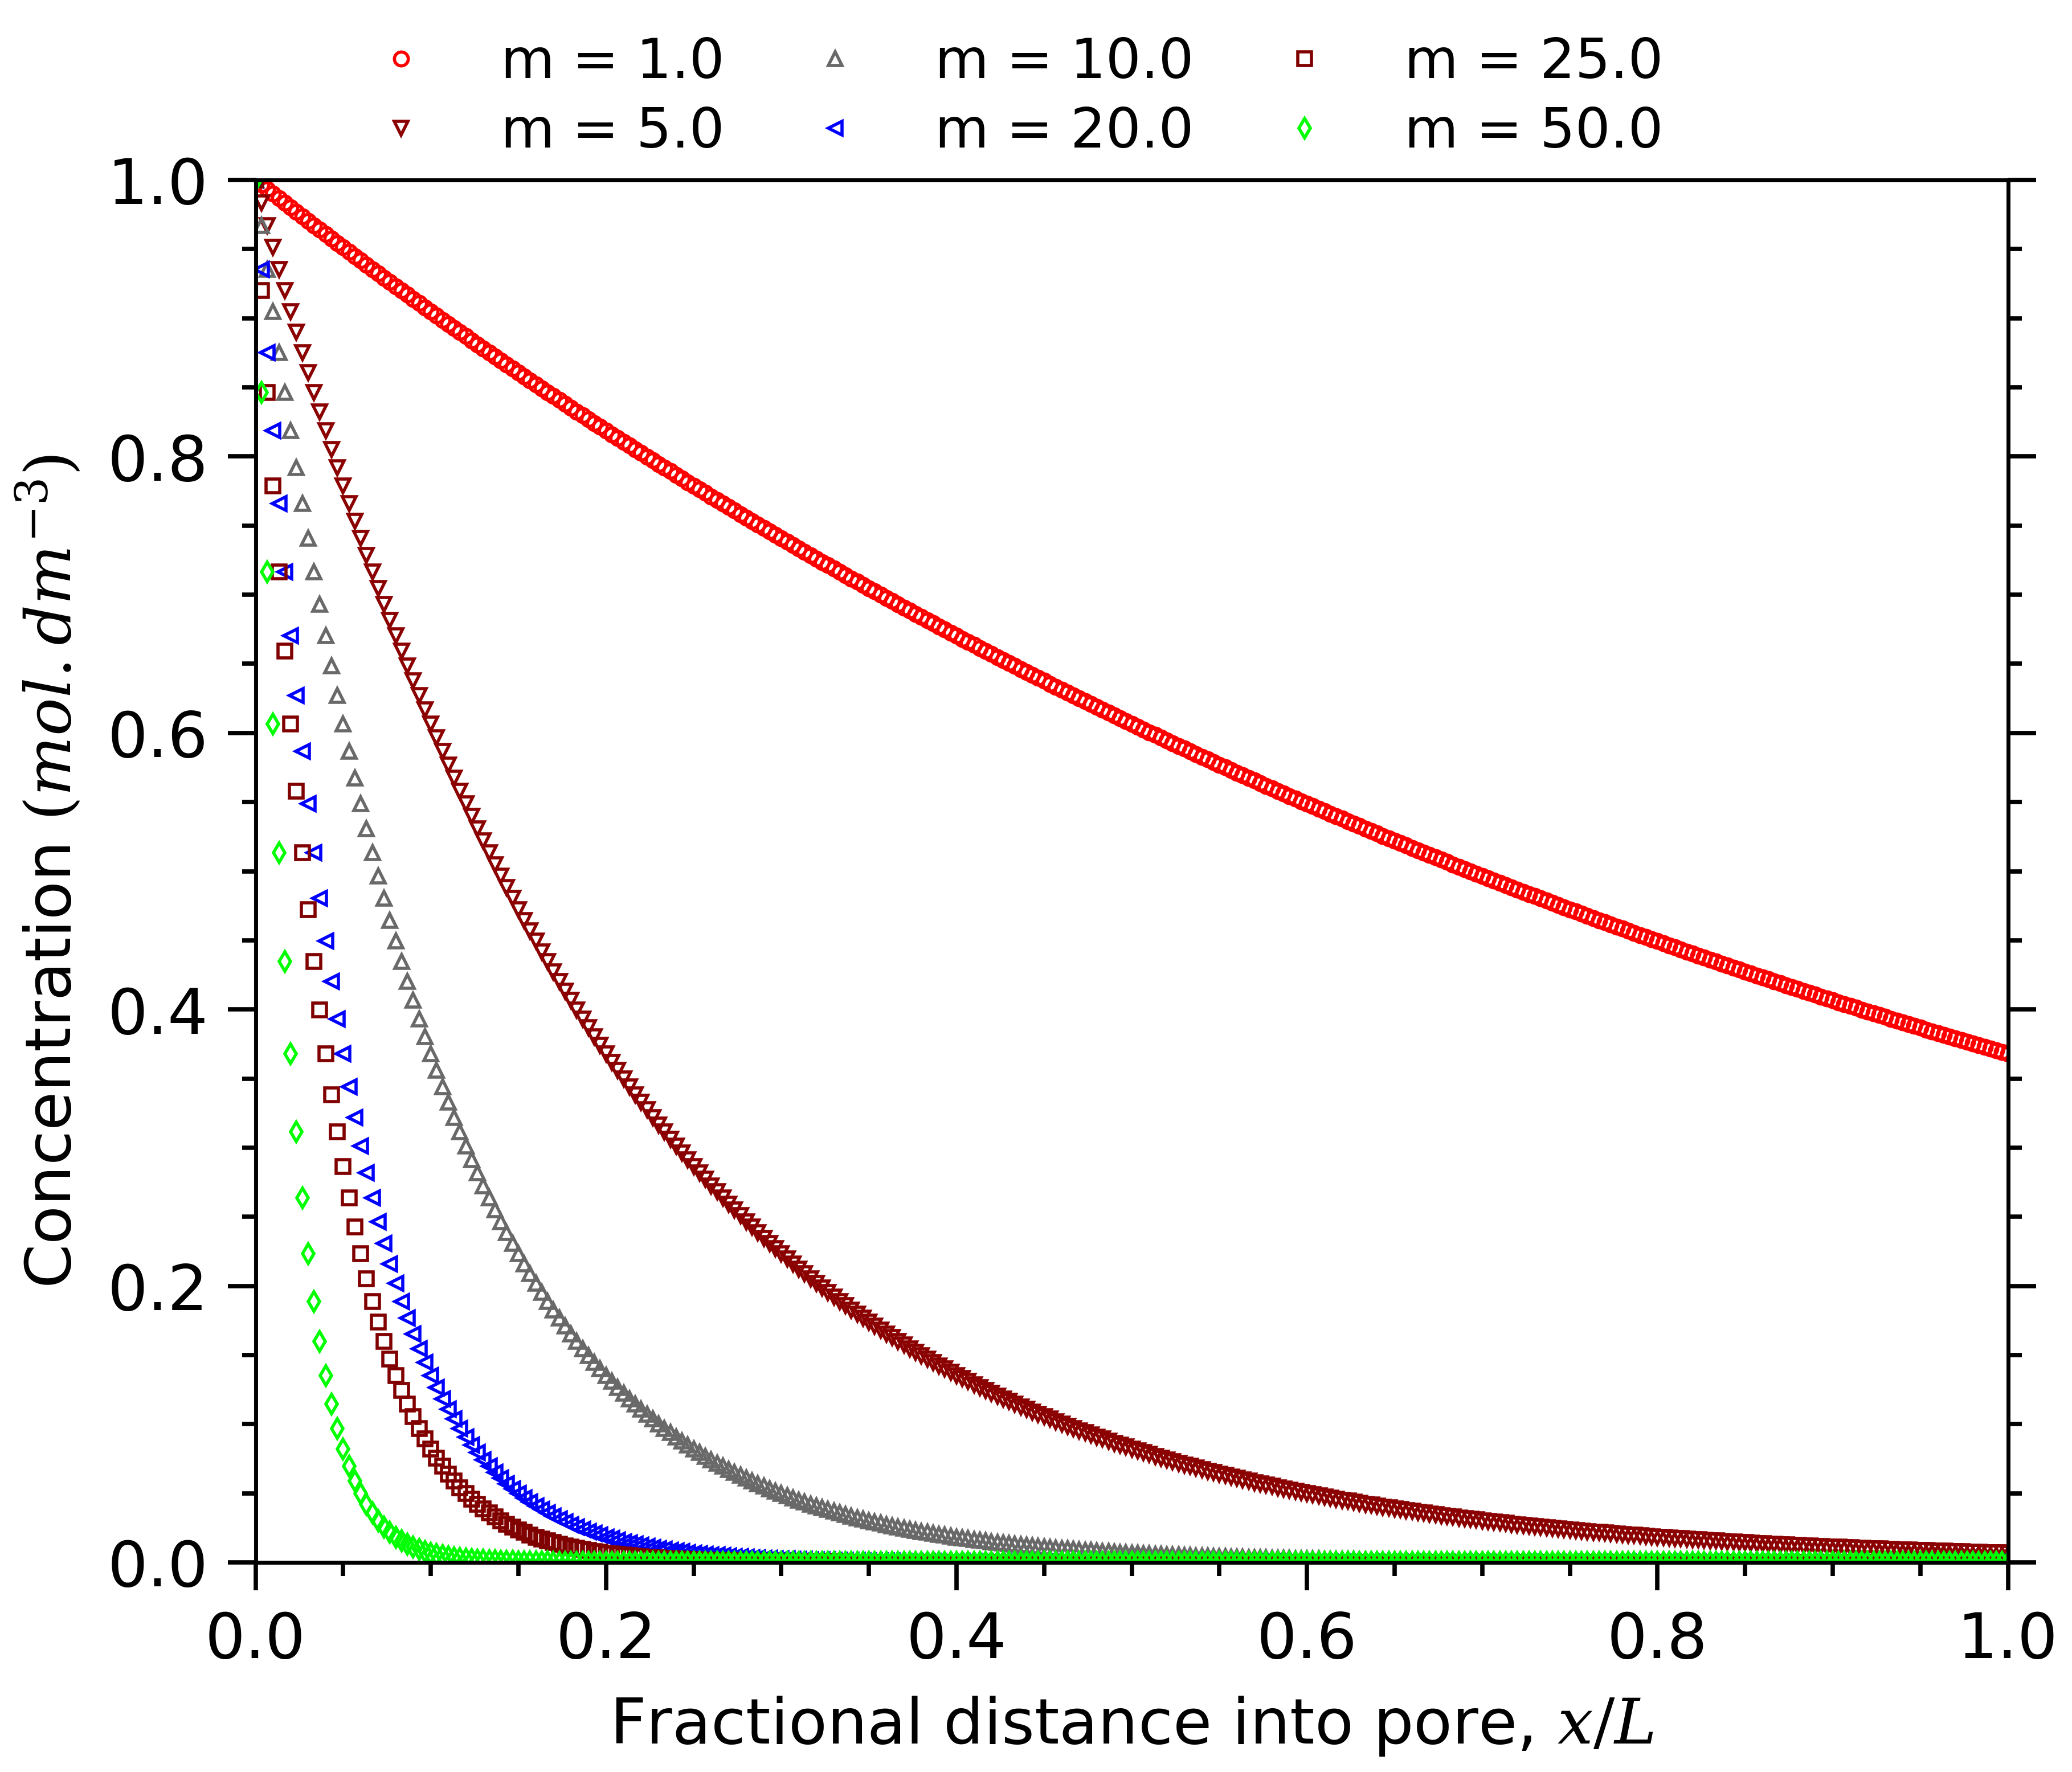 m = 1.0 m = 10.0 m = 25.0
m = 5.0 m = 20.0 m = 50.0
1.0
0.8
0.6
0.4
0.2
0.0
Concentration (mol.dm⁻³)
0.0 0.2 0.4 0.6 0.8 1.0
Fractional distance into pore, x/L